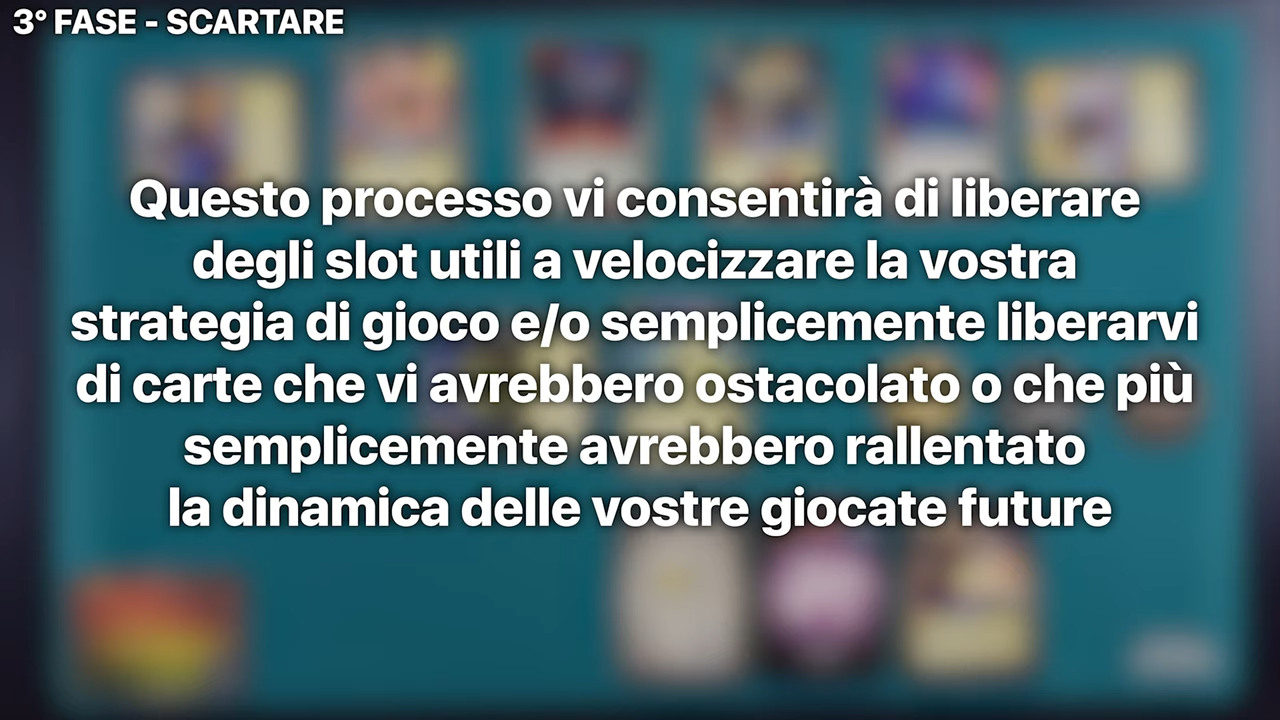 3° FASE - SCARTARE
Questo processo vi consentirà di liberare
degli slot utili a velocizzare la vostra
strategia di gioco e/o semplicemente liberarvi
di carte che vi avrebbero ostacolato o che più
semplicemente avrebbero rallentato
la dinamica delle vostre giocate future